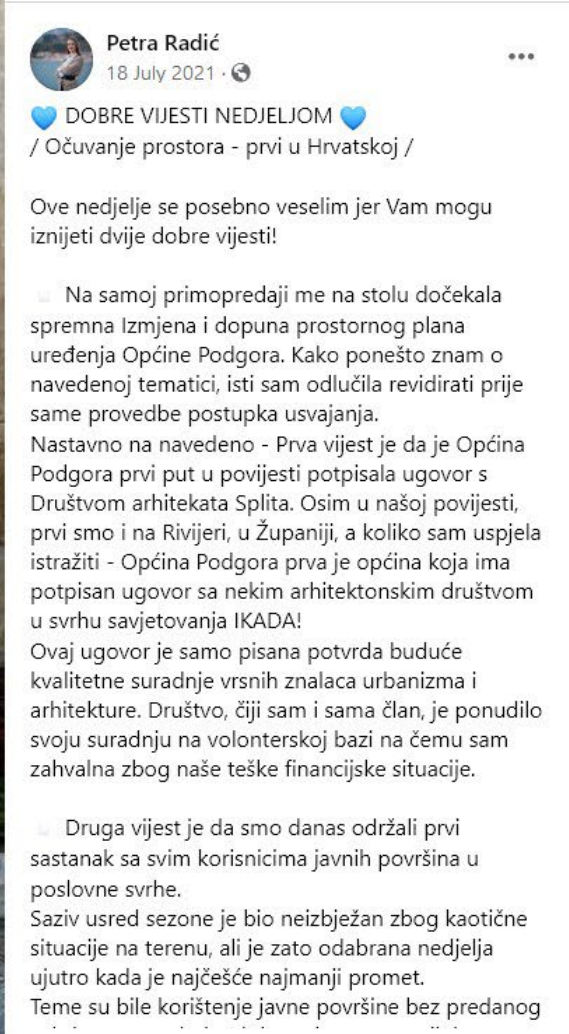 Petra Radić
18 July 2021 ·
💙 DOBRE VIJESTI NEDJELJOM 💙
/ Očuvanje prostora - prvi u Hrvatskoj /
Ove nedjelje se posebno veselim jer Vam mogu
iznijeti dvije dobre vijesti!
Na samoj primopredaji me na stolu dočekala
spremna Izmjena i dopuna prostornog plana
uređenja Općine Podgora. Kako ponešto znam o
navedenoj tematici, isti sam odlučila revidirati prije
same provedbe postupka usvajanja.
Nastavno na navedeno - Prva vijest je da je Općina
Podgora prvi put u povijesti potpisala ugovor s
Društvom arhitekata Splita. Osim u našoj povijesti,
prvi smo i na Rivijeri, u Županiji, a koliko sam uspjela
istražiti - Općina Podgora prva je općina koja ima
potpisan ugovor sa nekim arhitektonskim društvom
u svrhu savjetovanja IKADA!
Ovaj ugovor je samo pisana potvrda buduće
kvalitetne suradnje vrsnih znalaca urbanizma i
arhitekture. Društvo, čiji sam i sama član, je ponudilo
svoju suradnju na volonterskoj bazi na čemu sam
zahvalna zbog naše teške financijske situacije.
Druga vijest je da smo danas održali prvi
sastanak sa svim korisnicima javnih površina u
poslovne svrhe.
Saziv usred sezone je bio neizbježan zbog kaotične
situacije na terenu, ali je zato odabrana nedjelja
ujutro kada je najčešće najmanji promet.
Teme su bile korištenje javne površine bez predanog